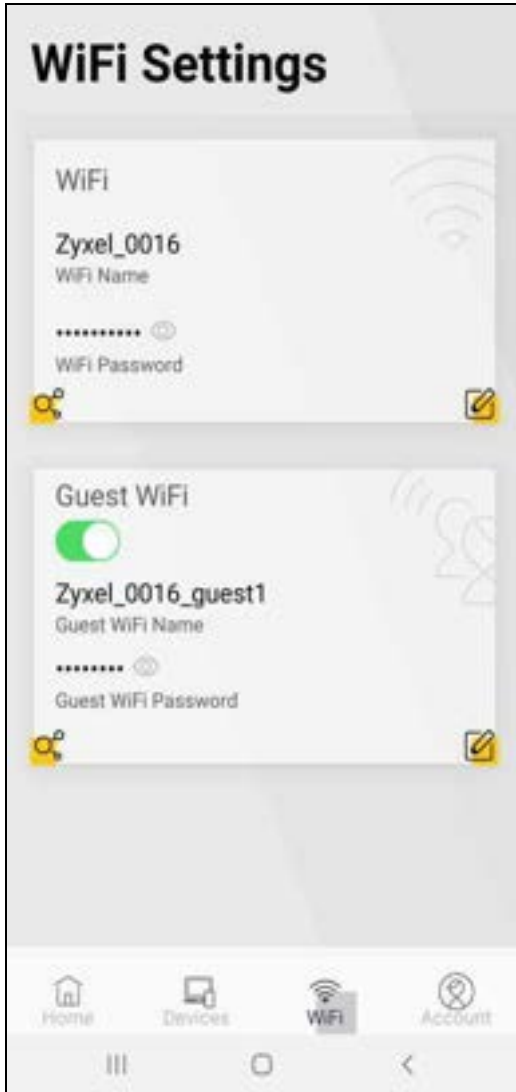 WiFi Settings
WiFi
Zyxel_0016
WiFi Name
••••••••••
WiFi Password
Guest WiFi
Zyxel_0016_guest1
Guest WiFi Name
••••••••
Guest WiFi Password
Home Devices WiFi Account